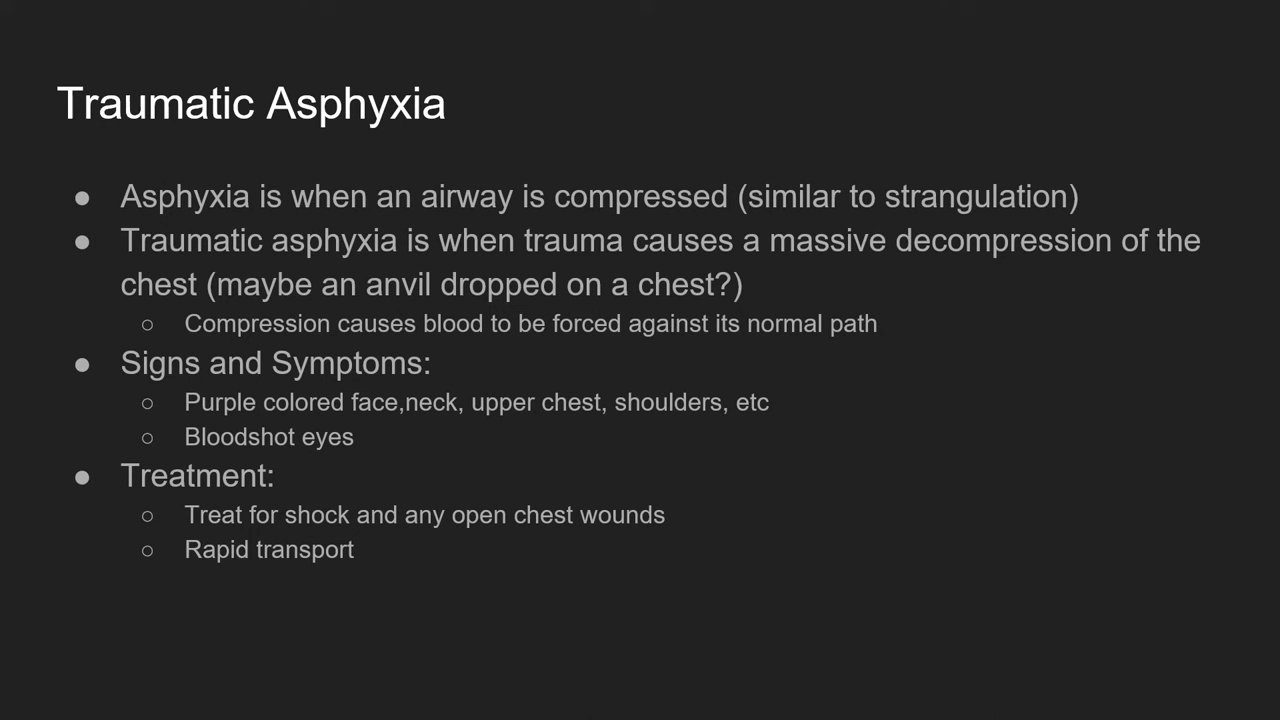 Traumatic Asphyxia
● Asphyxia is when an airway is compressed (similar to strangulation)
● Traumatic asphyxia is when trauma causes a massive decompression of the
chest (maybe an anvil dropped on a chest?)
○ Compression causes blood to be forced against its normal path
● Signs and Symptoms:
○ Purple colored face,neck, upper chest, shoulders, etc
○ Bloodshot eyes
● Treatment:
○ Treat for shock and any open chest wounds
○ Rapid transport